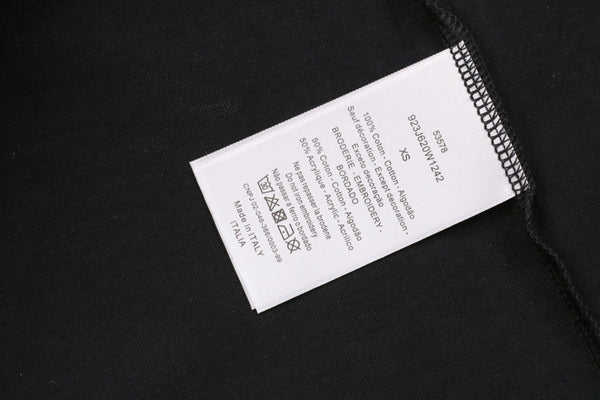 53578
923J620W1242
XS
100% Coton - Cotton - Algodão
Sauf décoration - Except decoration -
Exceto decoração
BRODERIE - EMBROIDERY -
BORDADO
50% Coton - Cotton - Algodão
50% Acrylique - Acrylic - Acrílico
Ne pas repasser la broderie
Do not iron embroidery
Não passar a ferro o bordado
CNPJ 02-046-366/0003-99
Made in ITALY
ITALIA